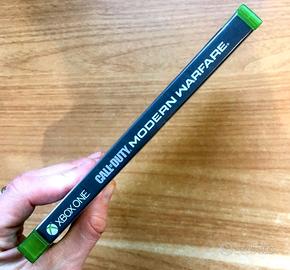 XBOX ONE
CALL OF DUTY MODERN WARFARE.